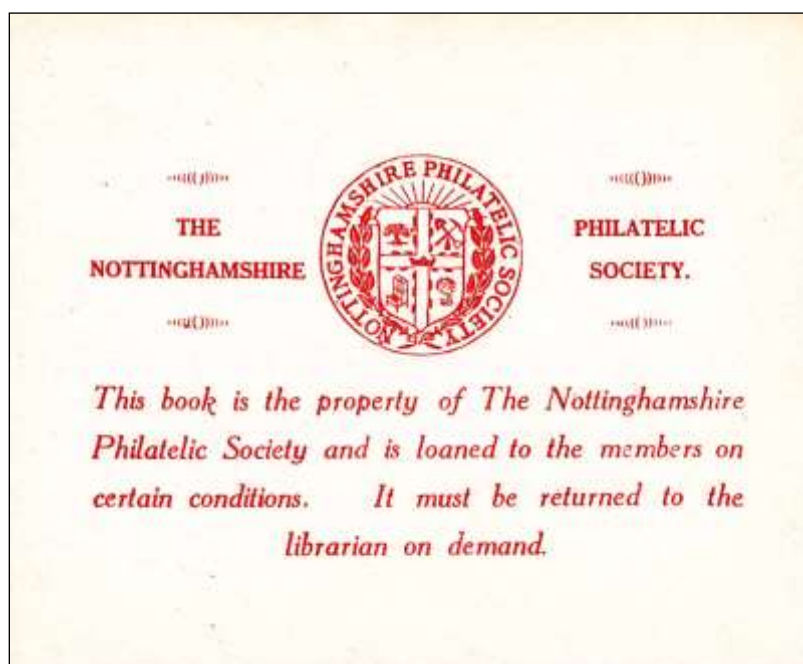 THE
NOTTINGHAMSHIRE
NOTTINGHAMSHIRE PHILATELIC SOCIETY
PHILATELIC
SOCIETY.
This book is the property of The Nottinghamshire
Philatelic Society and is loaned to the members on
certain conditions. It must be returned to the
librarian on demand.